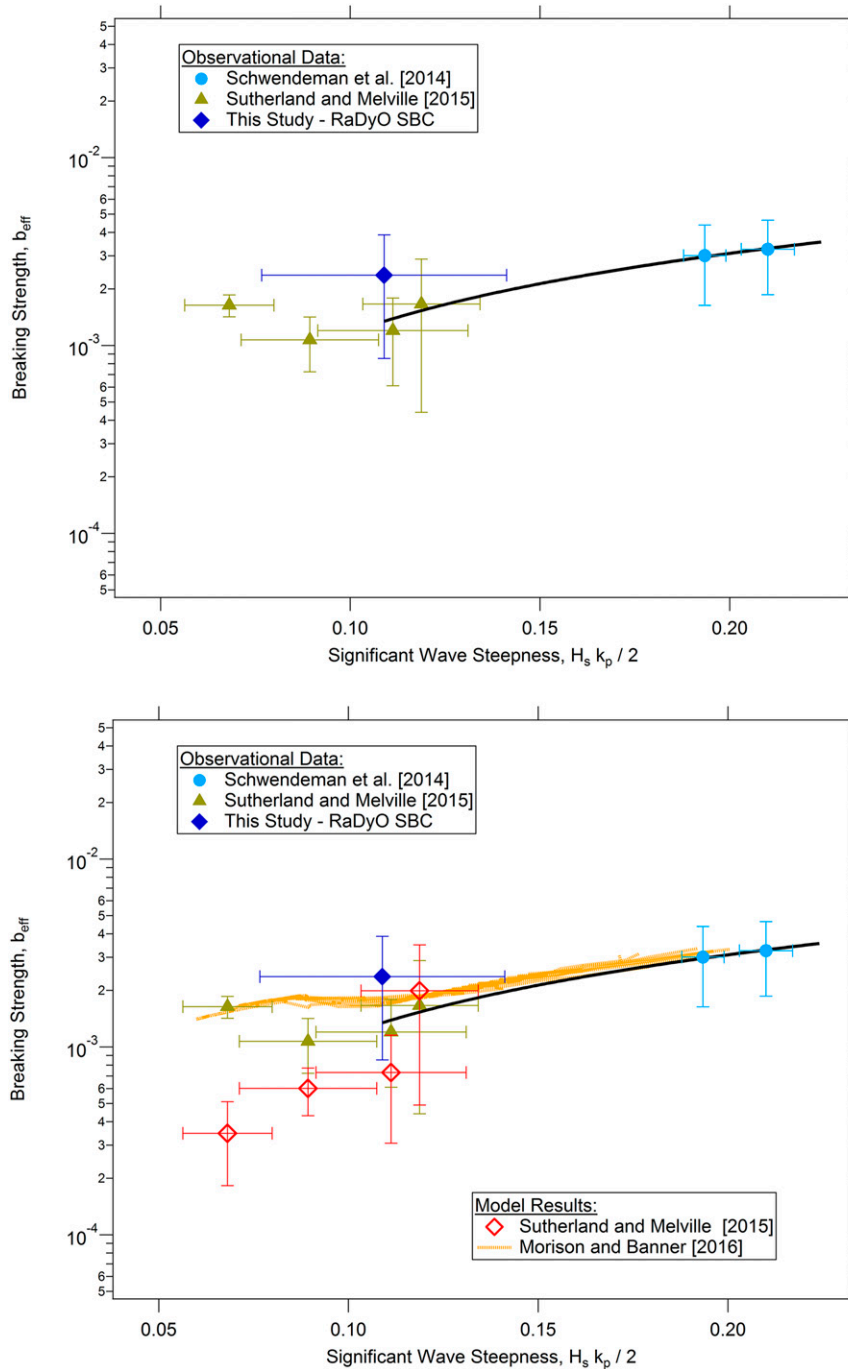 Observational Data:
Schwendeman et al. [2014]
Sutherland and Melville [2015]
This Study - RaDyO SBC
5
4
3
2
10⁻²
6
4
3
2
10⁻³
6
4
3
2
10⁻⁴
6
5
Breaking Strength, b_eff
0.05 0.10 0.15 0.20
Significant Wave Steepness, H_s k_p / 2
Observational Data:
Schwendeman et al. [2014]
Sutherland and Melville [2015]
This Study - RaDyO SBC
5
4
3
2
10⁻²
6
4
3
2
10⁻³
6
4
3
2
10⁻⁴
6
5
Breaking Strength, b_eff
Model Results:
Sutherland and Melville [2015]
Morison and Banner [2016]
0.05 0.10 0.15 0.20
Significant Wave Steepness, H_s k_p / 2